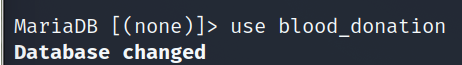 MariaDB [(none)]> use blood_donation
Database changed